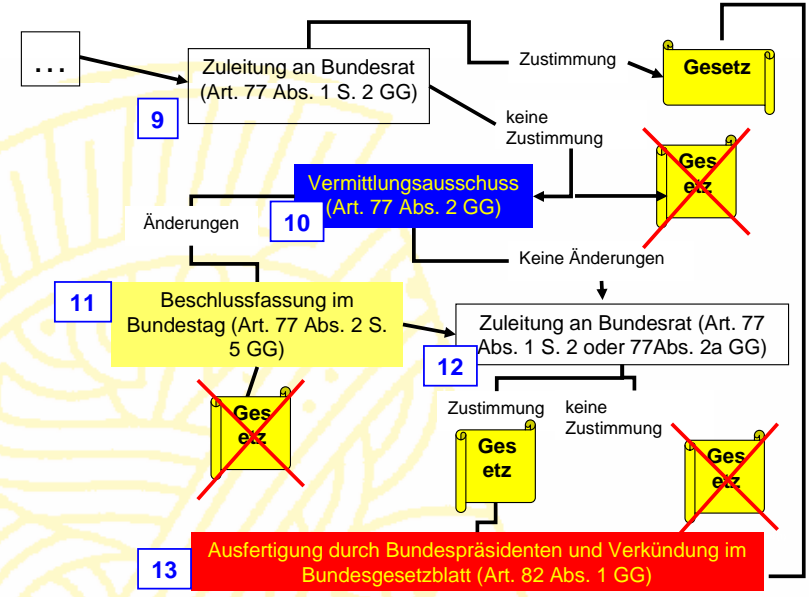 ...
Zuleitung an Bundesrat
(Art. 77 Abs. 1 S. 2 GG)
9
Zustimmung
Gesetz
keine
Zustimmung
Ges
etz
Vermittlungsausschuss
(Art. 77 Abs. 2 GG)
10
Änderungen
Keine Änderungen
11
Beschlussfassung im
Bundestag (Art. 77 Abs. 2 S.
5 GG)
Zuleitung an Bundesrat (Art. 77
Abs. 1 S. 2 oder 77Abs. 2a GG)
12
Ges
etz
Zustimmung
keine
Zustimmung
Ges
etz
Ges
etz
Ausfertigung durch Bundespräsidenten und Verkündung im
Bundesgesetzblatt (Art. 82 Abs. 1 GG)
13